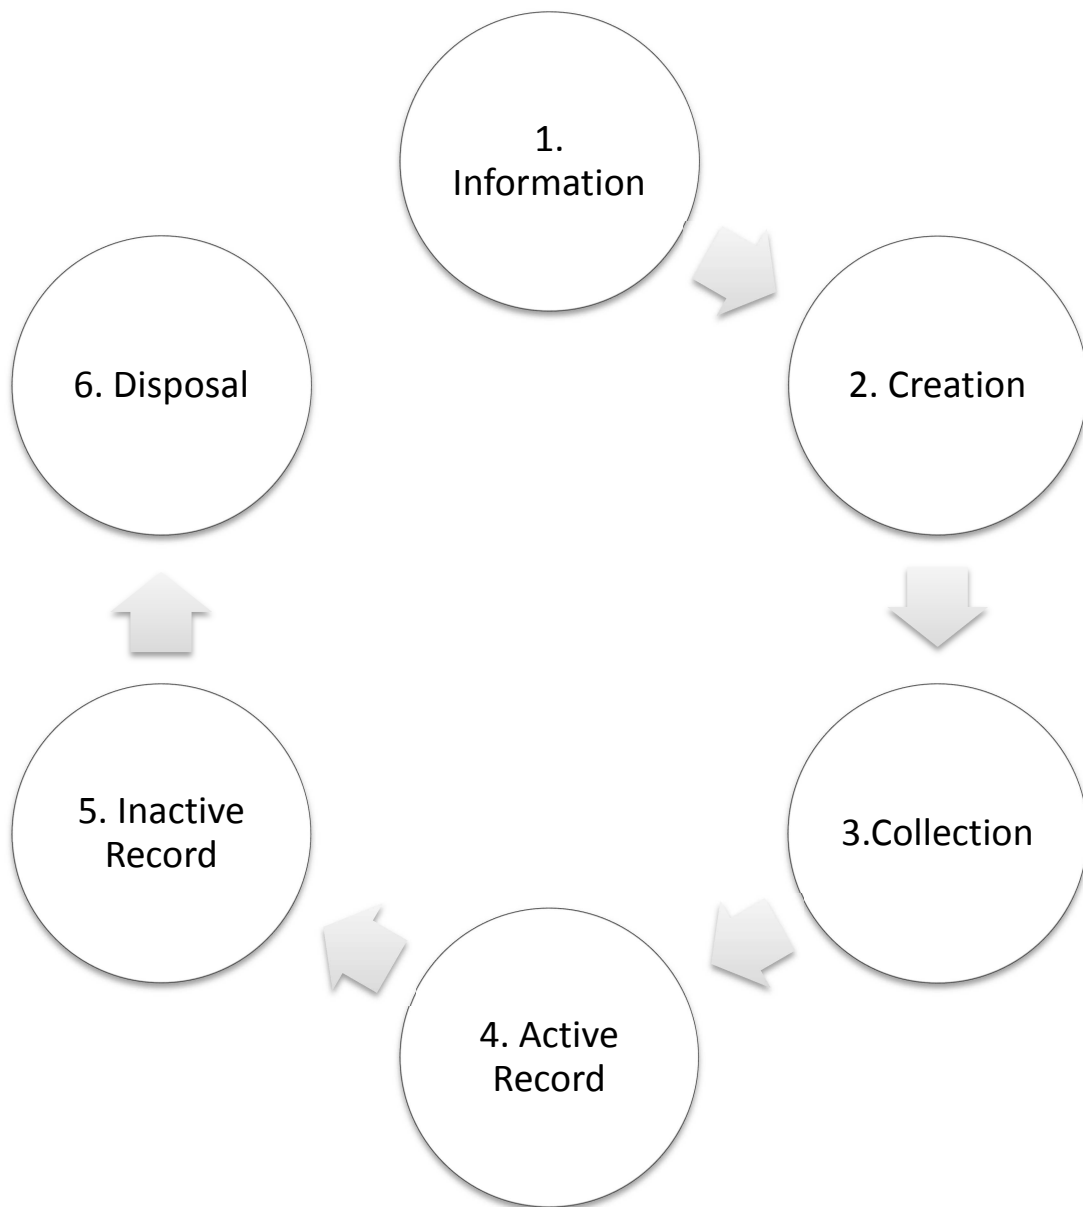 1.
Information
2. Creation
3.Collection
4. Active
Record
5. Inactive
Record
6. Disposal